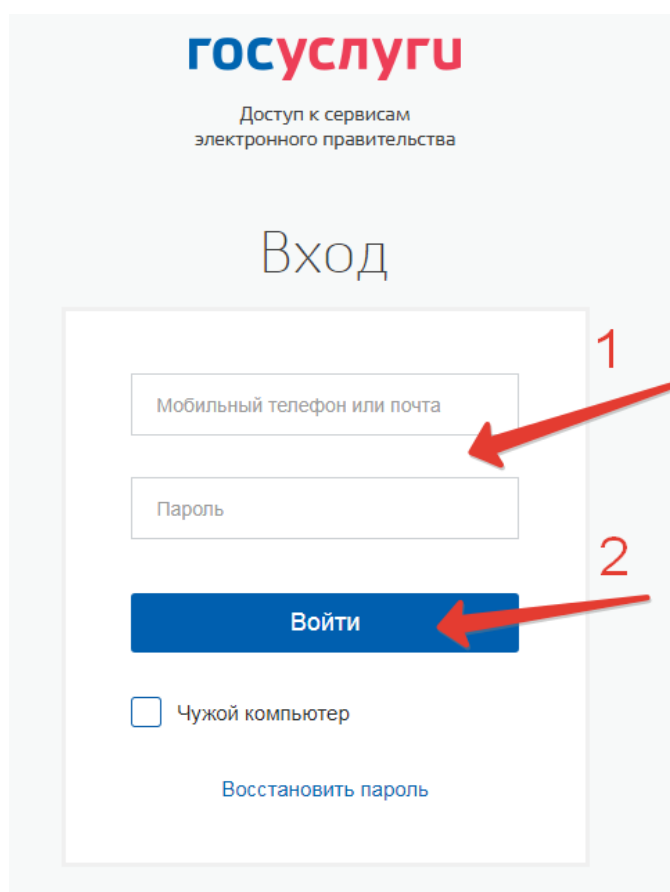 госуслуги
Доступ к сервисам
электронного правительства
Вход
1
Мобильный телефон или почта
Пароль
2
Войти
Чужой компьютер
Восстановить пароль